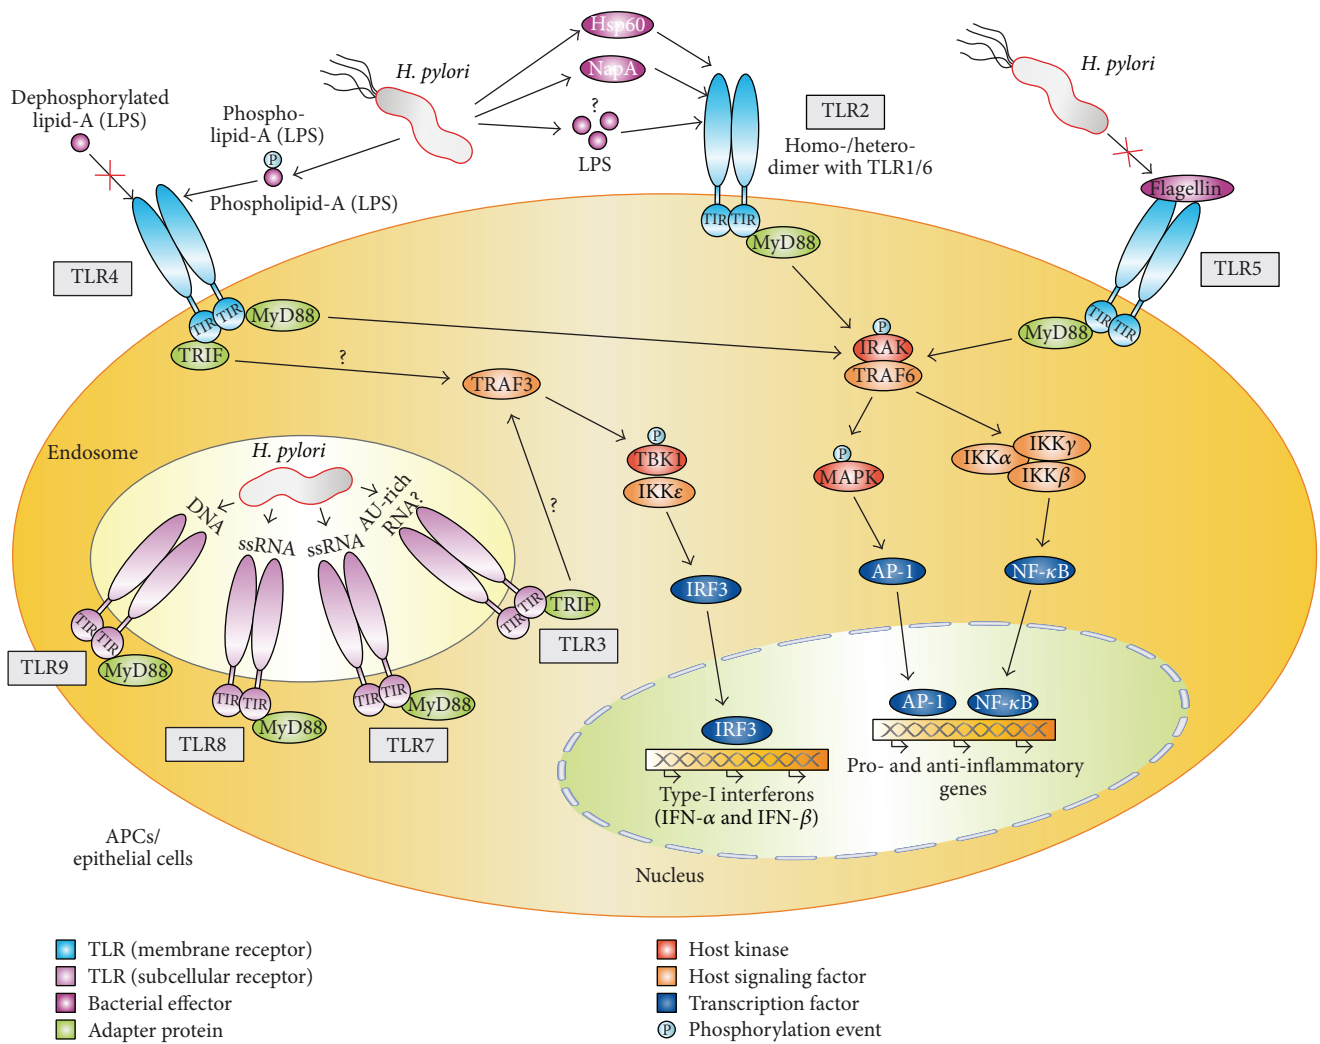 Hsp60
NapA
?
LPS
H. pylori
TLR2
Homo-/hetero-
dimer with TLR1/6
H. pylori
Flagellin
Dephosphorylated
lipid-A (LPS)
Phospho-
lipid-A (LPS)
P
Phospholipid-A (LPS)
TLR4
TIR
TIR
MyD88
TRIF
TIR
TIR
MyD88
TLR5
TIR
TIR
MyD88
?
TRAF3
P
IRAK
TRAF6
P
TBK1
IKKε
P
MAPK
IKKγ
IKKα
IKKβ
IRF3
AP-1
NF-κB
Endosome
H. pylori
DNA
ssRNA
ssRNA
AU-rich
RNA?
?
TIR
TIR
TRIF
TLR3
TIR
TIR
MyD88
TLR9
TIR
TIR
MyD88
TLR8
TIR
TIR
MyD88
TLR7
IRF3
Type-I interferons
(IFN-α and IFN-β)
AP-1
NF-κB
Pro- and anti-inflammatory
genes
Nucleus
APCs/
epithelial cells
TLR (membrane receptor)
TLR (subcellular receptor)
Bacterial effector
Adapter protein
Host kinase
Host signaling factor
Transcription factor
P Phosphorylation event